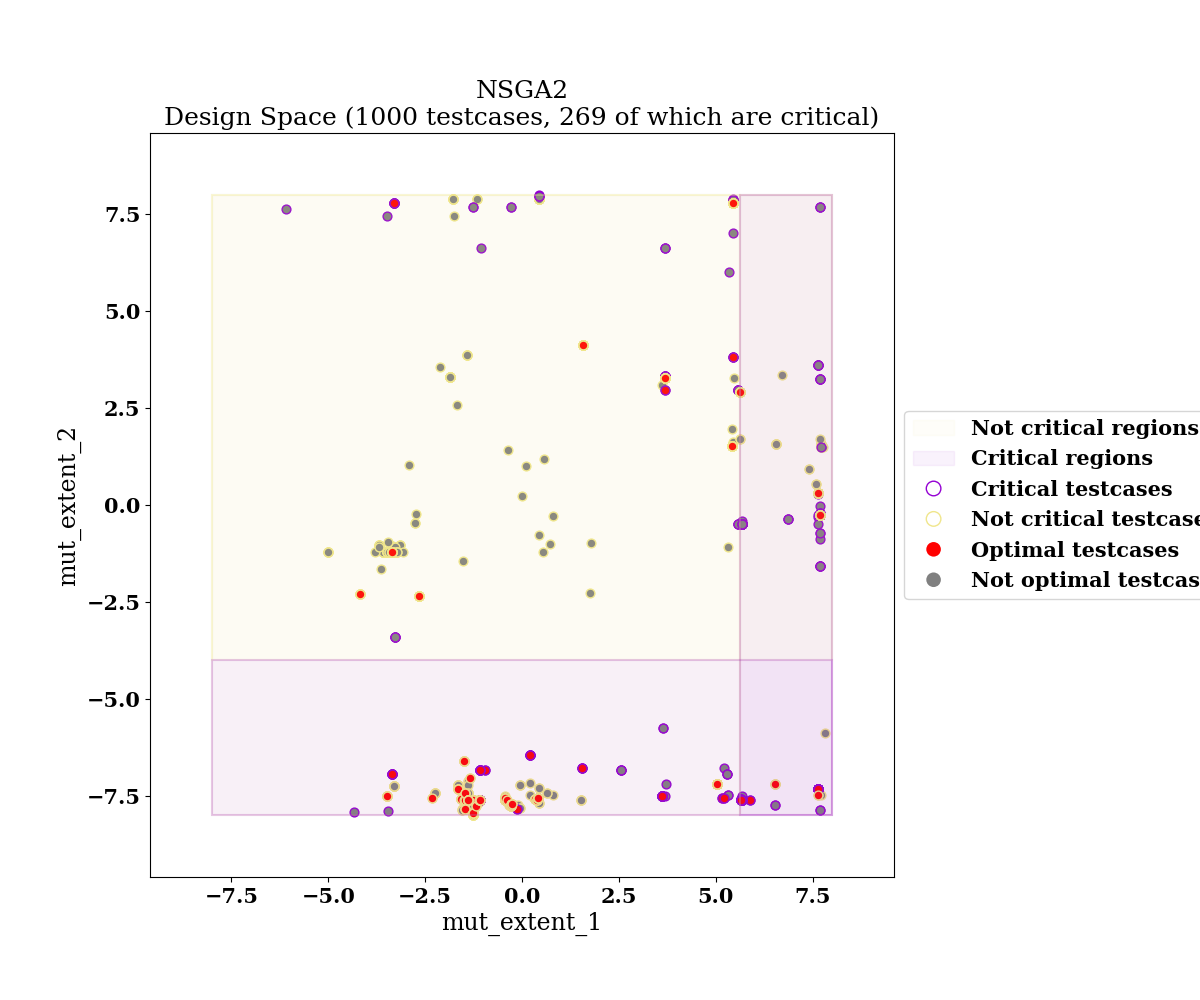 NSGA2
Design Space (1000 testcases, 269 of which are critical)
mut_extent_2
7.5
5.0
2.5
0.0
−2.5
−5.0
−7.5
−7.5 −5.0 −2.5 0.0 2.5 5.0 7.5
mut_extent_1
Not critical regions
Critical regions
Critical testcases
Not critical testcase
Optimal testcases
Not optimal testcas